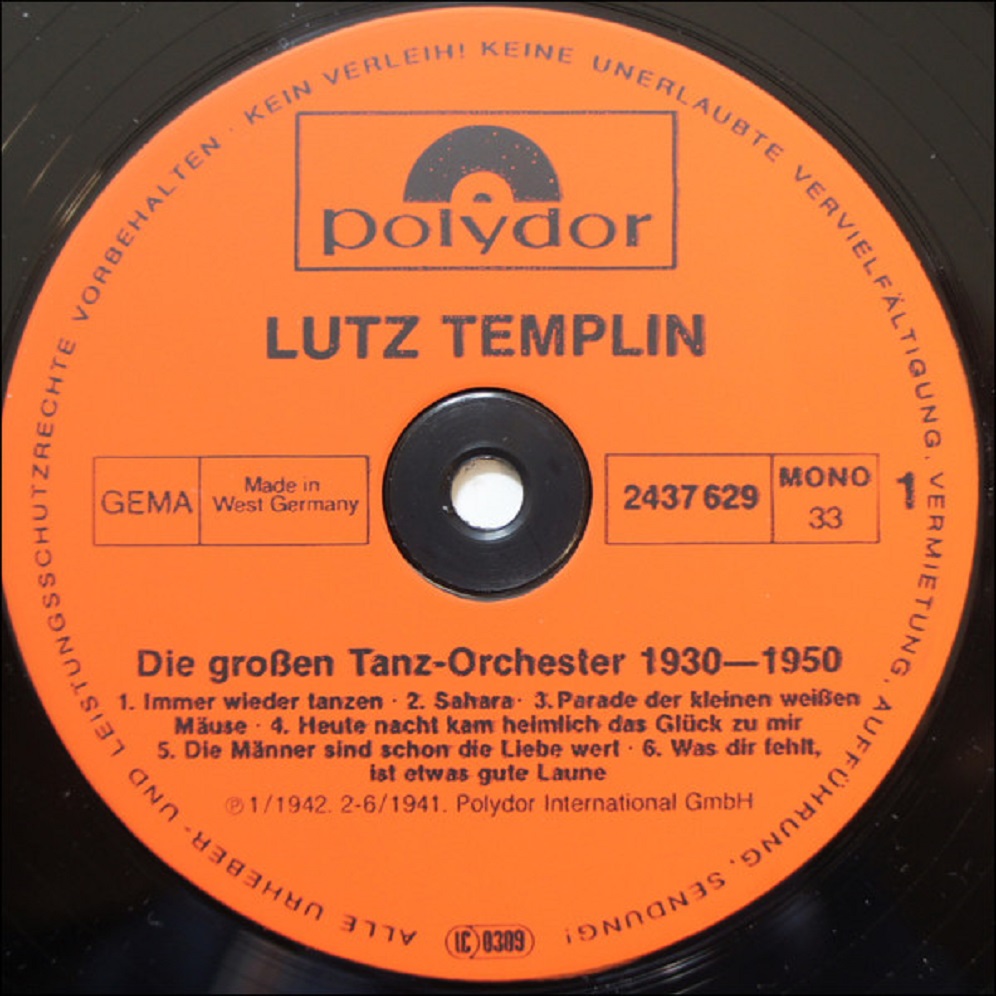 ALLE URHEBER- UND LEISTUNGSSCHUTZRECHTE VORBEHALTEN · KEIN VERLEIH! KEINE UNERLAUBTE VERVIELFÄLTIGUNG, VERMIETUNG, AUFFÜHRUNG, SENDUNG!
polydor
LUTZ TEMPLIN
GEMA
Made in
West Germany
2437 629
MONO
33
1
Die großen Tanz-Orchester 1930—1950
1. Immer wieder tanzen · 2. Sahara · 3. Parade der kleinen weißen
Mäuse · 4. Heute nacht kam heimlich das Glück zu mir
5. Die Männer sind schon die Liebe wert · 6. Was dir fehlt,
ist etwas gute Laune
℗ 1/1942. 2-6/1941. Polydor International GmbH
LC 0309